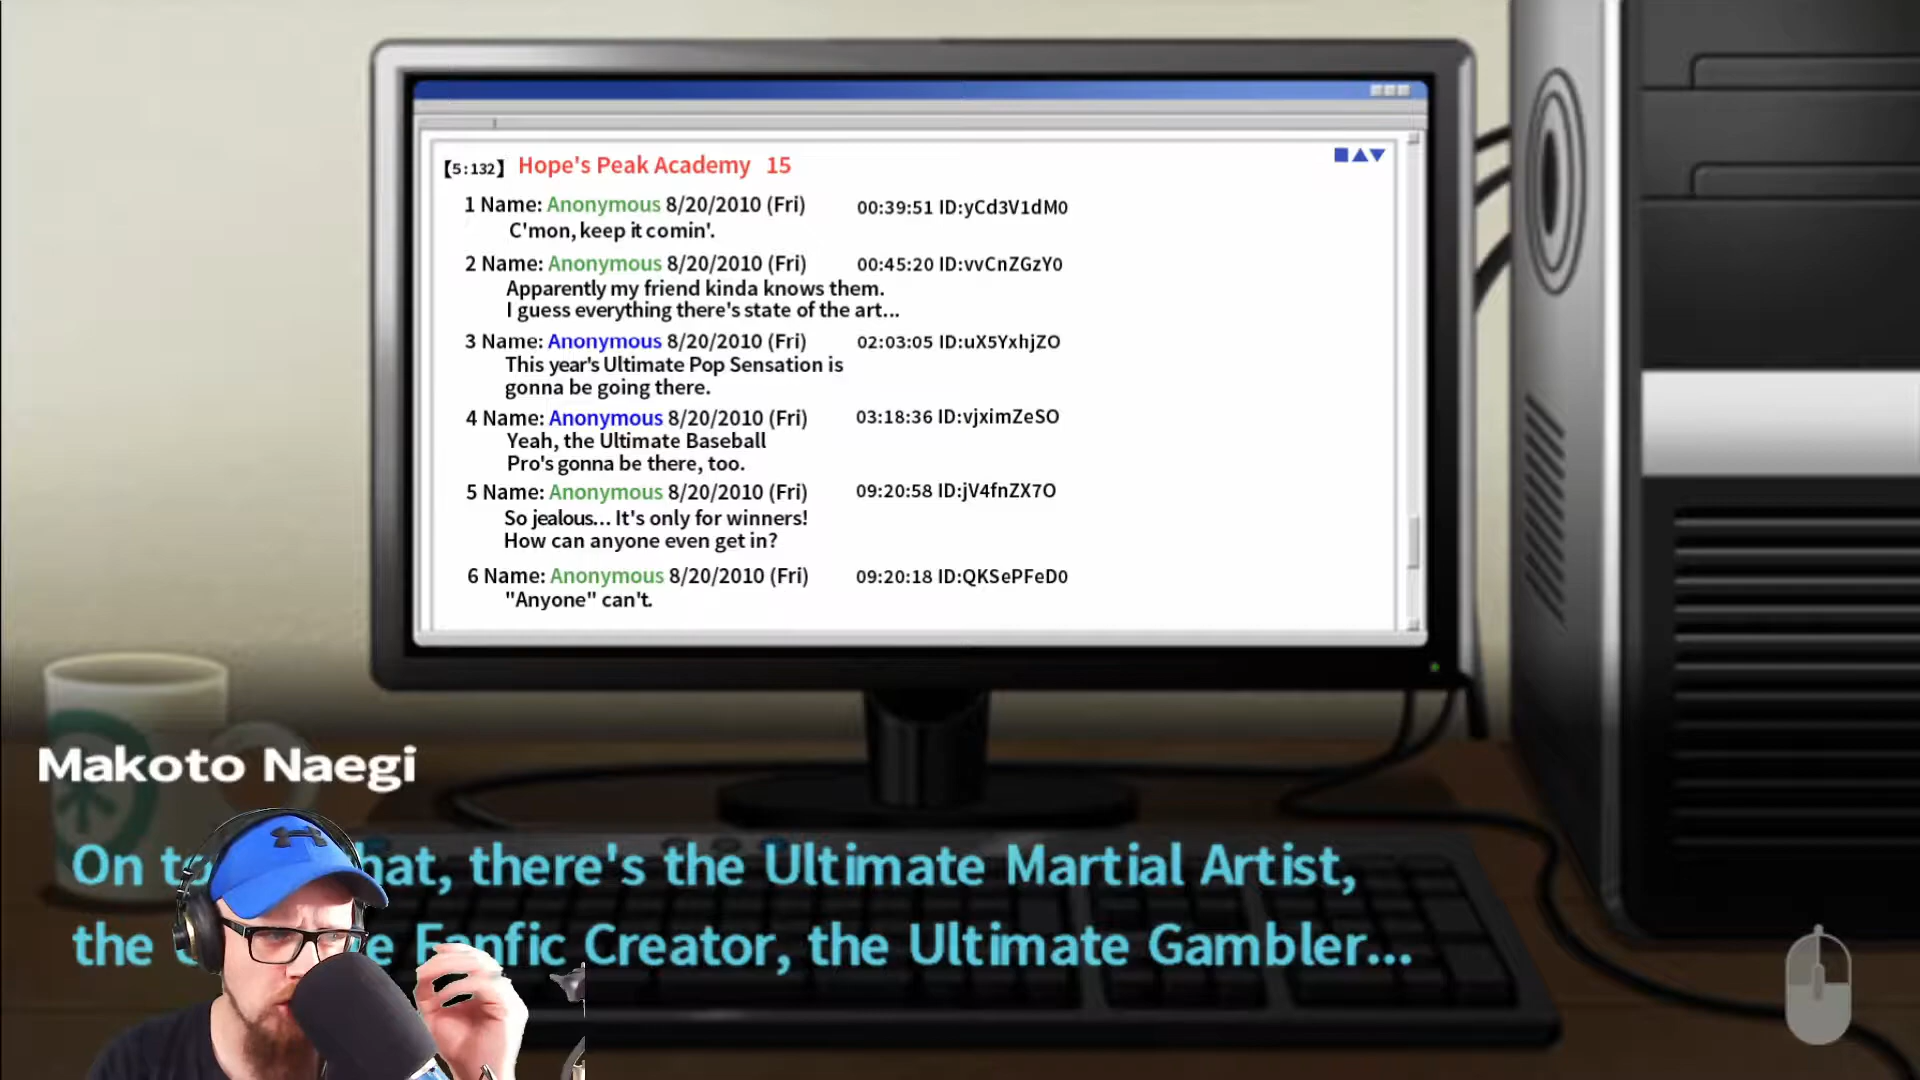 【5:132】 Hope's Peak Academy 15
1 Name: Anonymous 8/20/2010 (Fri) 00:39:51 ID:yCd3V1dM0
C'mon, keep it comin'.
2 Name: Anonymous 8/20/2010 (Fri) 00:45:20 ID:vvCnZGzY0
Apparently my friend kinda knows them.
I guess everything there's state of the art...
3 Name: Anonymous 8/20/2010 (Fri) 02:03:05 ID:uX5YxhjZO
This year's Ultimate Pop Sensation is
gonna be going there.
4 Name: Anonymous 8/20/2010 (Fri) 03:18:36 ID:vjximZeSO
Yeah, the Ultimate Baseball
Pro's gonna be there, too.
5 Name: Anonymous 8/20/2010 (Fri) 09:20:58 ID:jV4fnZX7O
So jealous... It's only for winners!
How can anyone even get in?
6 Name: Anonymous 8/20/2010 (Fri) 09:20:18 ID:QKSePFeD0
"Anyone" can't.
Makoto Naegi
On hat, there's the Ultimate Martial Artist,
the Fanfic Creator, the Ultimate Gambler...